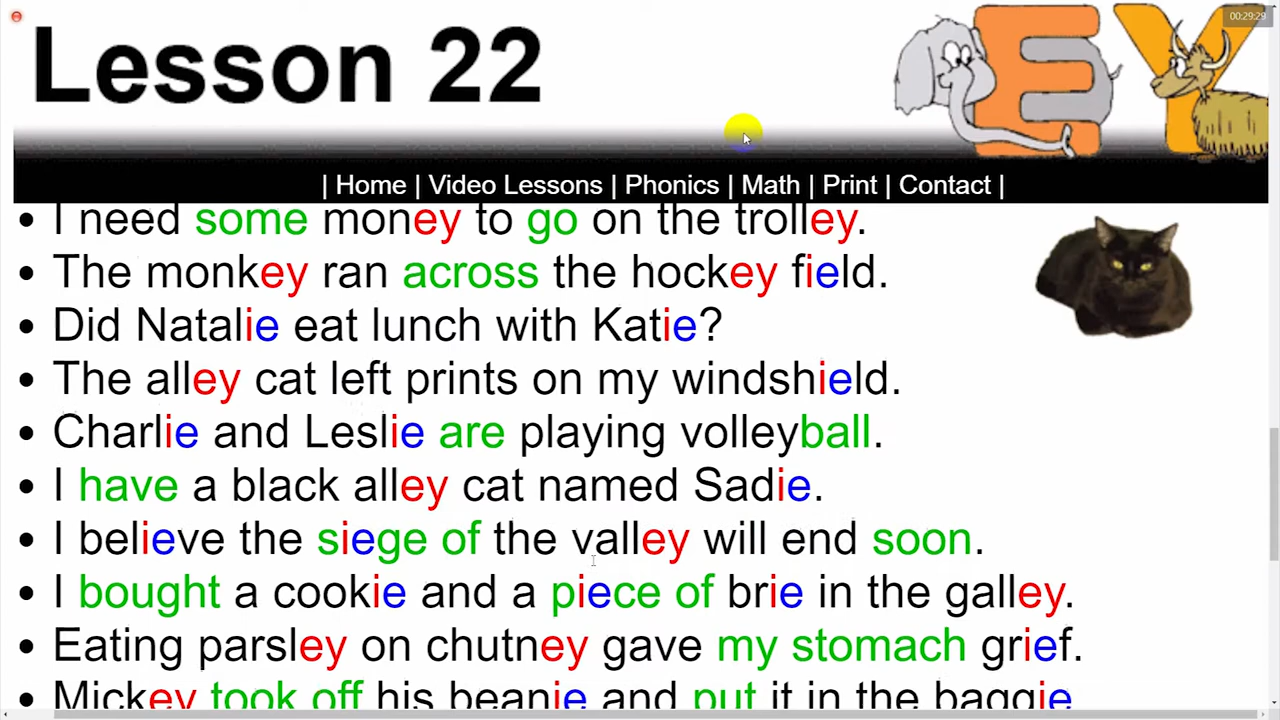 00:29:29
Lesson 22
EY
| Home | Video Lessons | Phonics | Math | Print | Contact |
• I need some money to go on the trolley.
• The monkey ran across the hockey field.
• Did Natalie eat lunch with Katie?
• The alley cat left prints on my windshield.
• Charlie and Leslie are playing volleyball.
• I have a black alley cat named Sadie.
• I believe the siege of the valley will end soon.
• I bought a cookie and a piece of brie in the galley.
• Eating parsley on chutney gave my stomach grief.
• Mickey took off his beanie and put it in the baggie